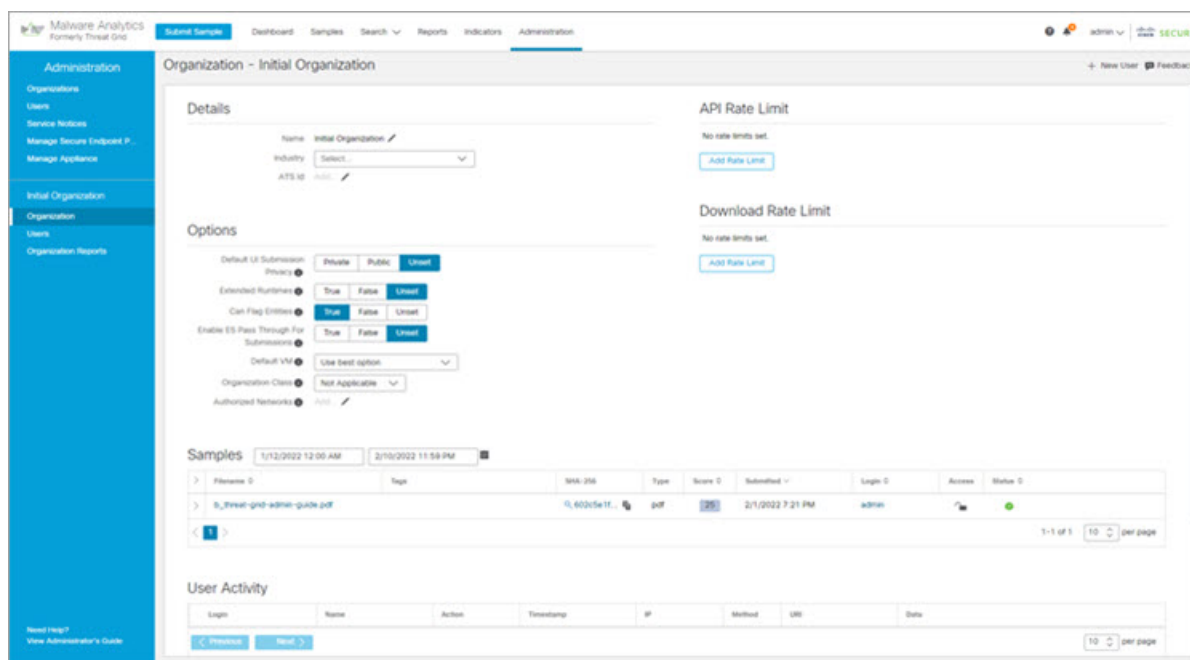 Malware Analytics
Formerly Threat Grid
Submit Sample Dashboard Samples Search Reports Indicators Administration
admin
CISCO SECUR
Administration
Organizations
Users
Service Notices
Manage Secure Endpoint P...
Manage Appliance
Initial Organization
Organization
Users
Organization Reports
Need Help?
View Administrator's Guide
Organization - Initial Organization
+ New User Feedbac
Details
Name Initial Organization
Industry Select...
ATS Id Add...
Options
Default UI Submission
Privacy Private Public Unset
Extended Runtimes True False Unset
Can Flag Entities True False Unset
Enable ES Pass Through For
Submissions True False Unset
Default VM Use best option
Organization Class Not Applicable
Authorized Networks Add...
API Rate Limit
No rate limits set.
Add Rate Limit
Download Rate Limit
No rate limits set.
Add Rate Limit
Samples 1/12/2022 12:00 AM 2/10/2022 11:59 PM
> Filename Tags SHA-256 Type Score Submitted Login Access Status
> b_threat-grid-admin-guide.pdf 602c5e1f... pdf 25 2/1/2022 7:21 PM admin
< 1 > 1-1 of 1 10 per page
User Activity
Login Name Action Timestamp IP Method URI Data
< Previous Next > 10 per page